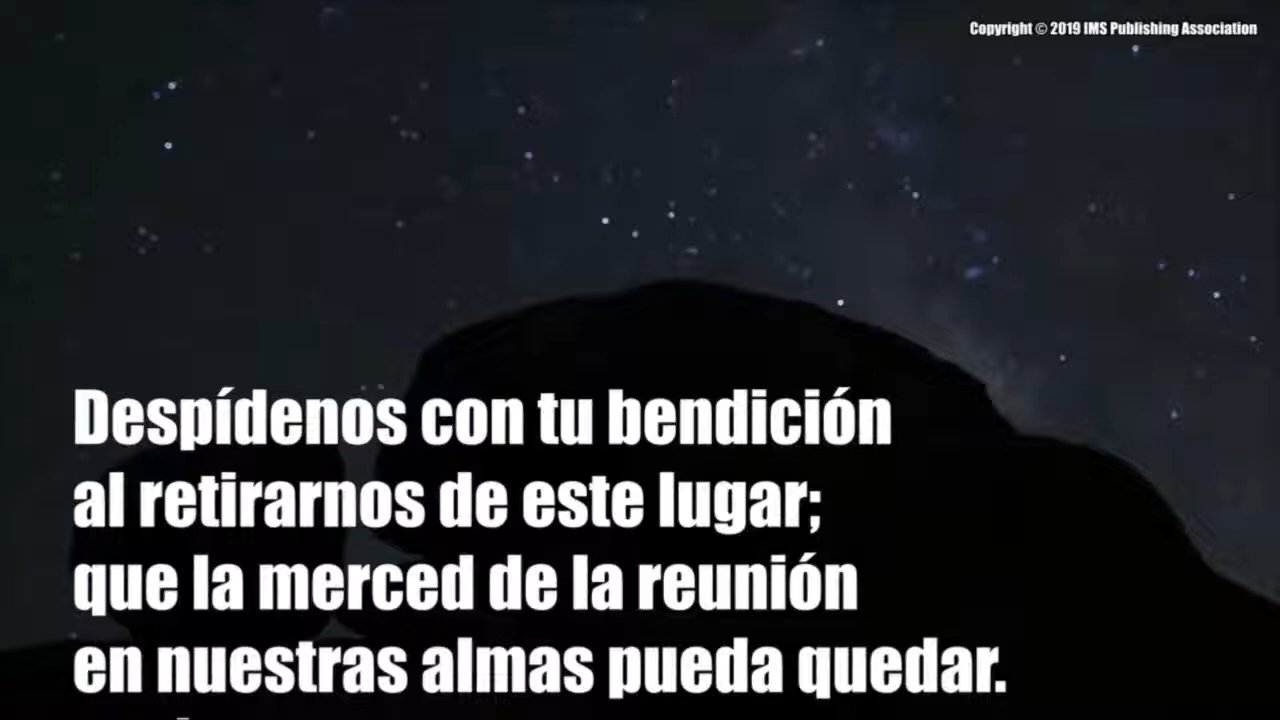 Copyright © 2019 IMS Publishing Association
Despídenos con tu bendición
al retirarnos de este lugar;
que la merced de la reunión
en nuestras almas pueda quedar.